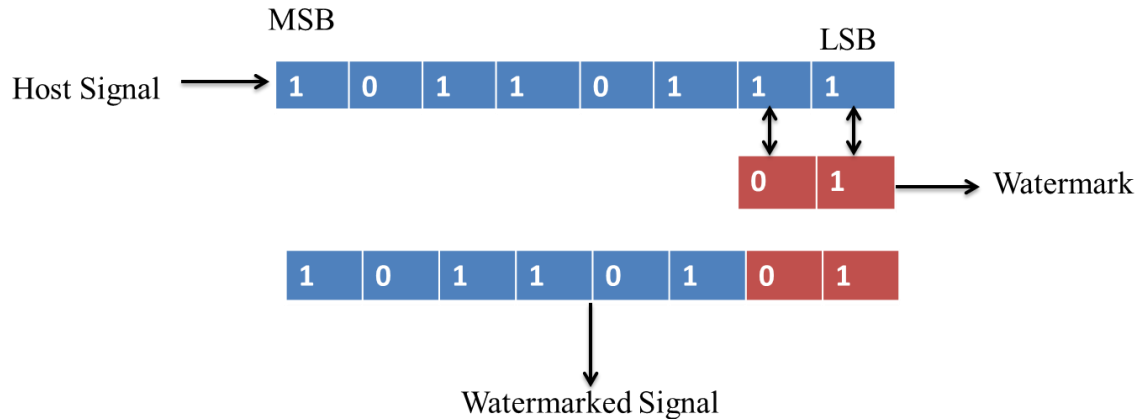 MSB
LSB
Host Signal
1 0 1 1 0 1 1 1
0 1
Watermark
1 0 1 1 0 1 0 1
Watermarked Signal